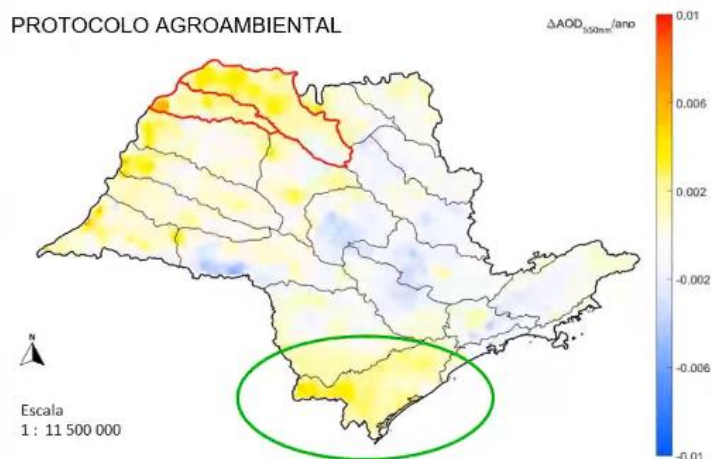 PROTOCOLO AGROAMBIENTAL
ΔAOD550nm/ano
0.01
0.006
0.002
-0.002
-0.006
-0.01
N
Escala
1 : 11 500 000